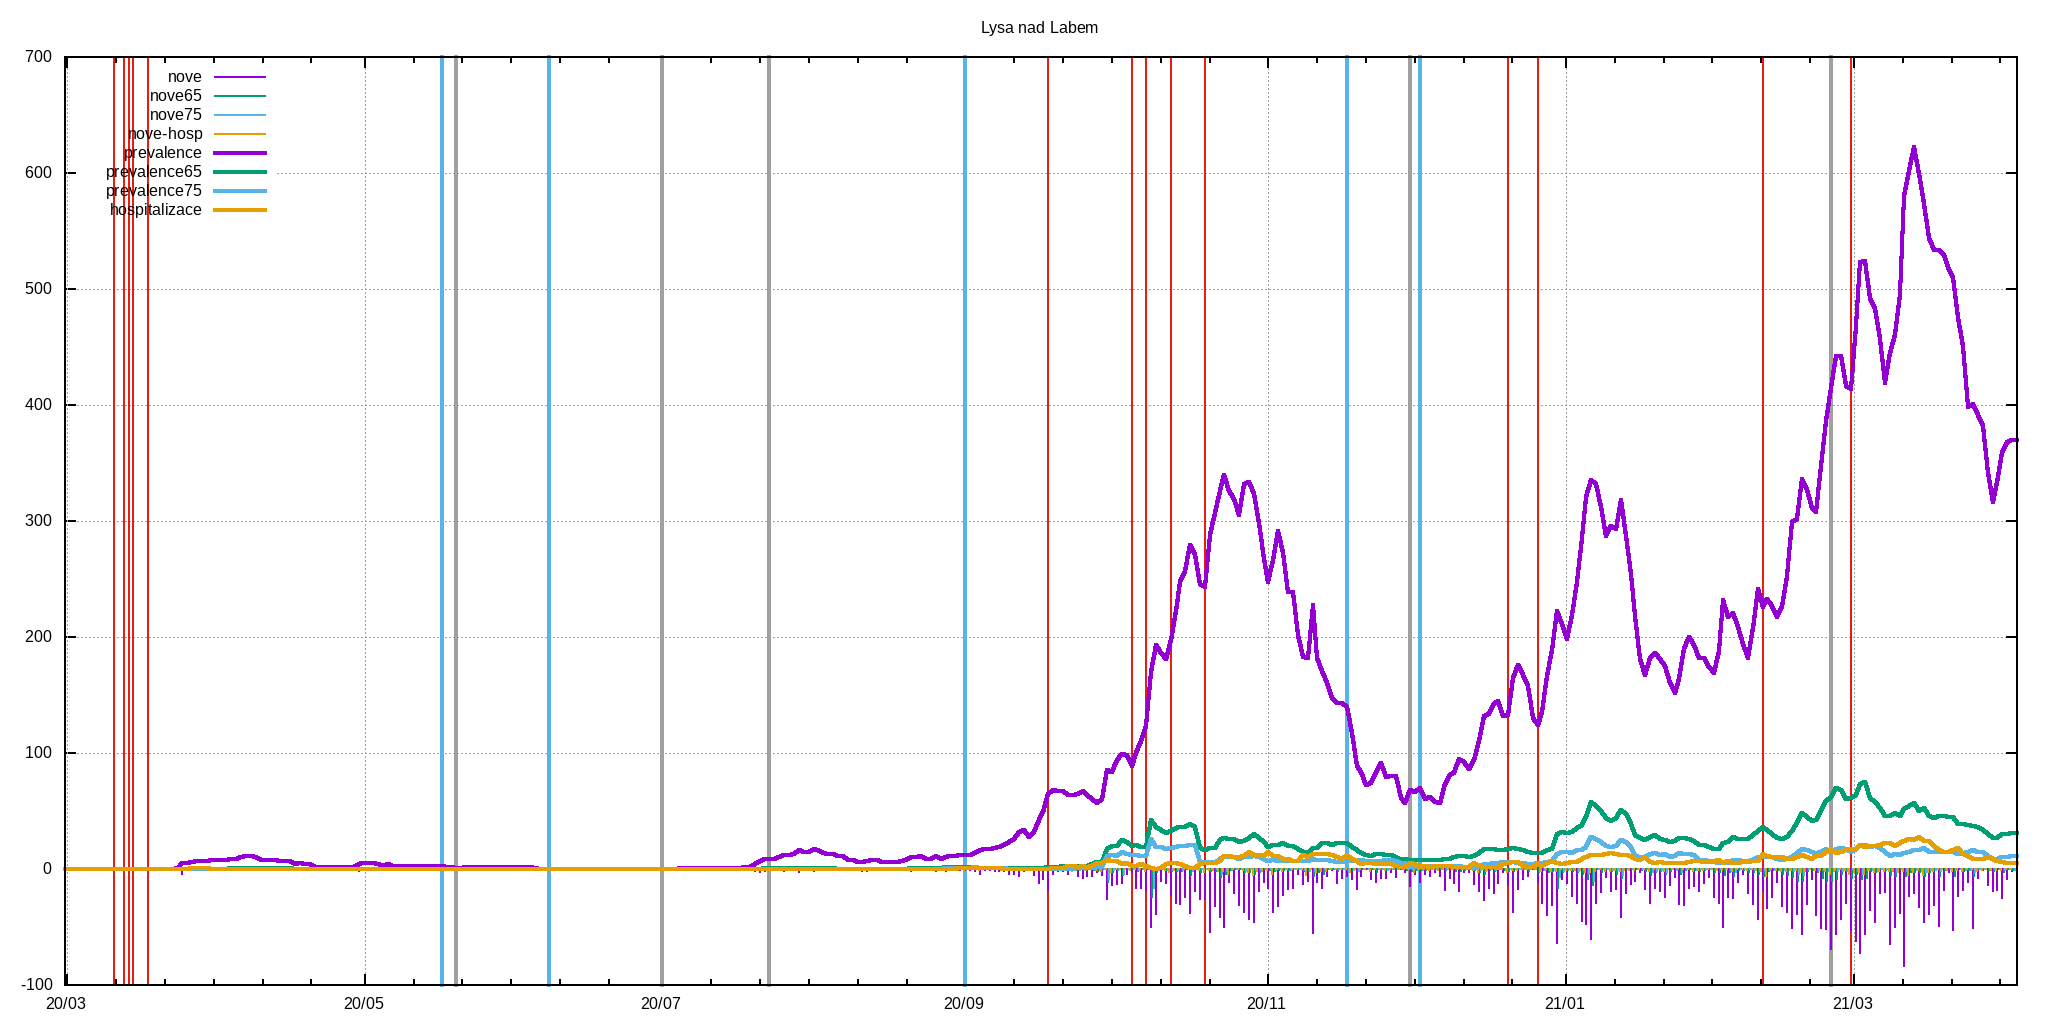 Lysa nad Labem
700
600
500
400
300
200
100
0
-100
nove
nove65
nove75
nove-hosp
prevalence
prevalence65
prevalence75
hospitalizace
20/03 20/05 20/07 20/09 20/11 21/01 21/03